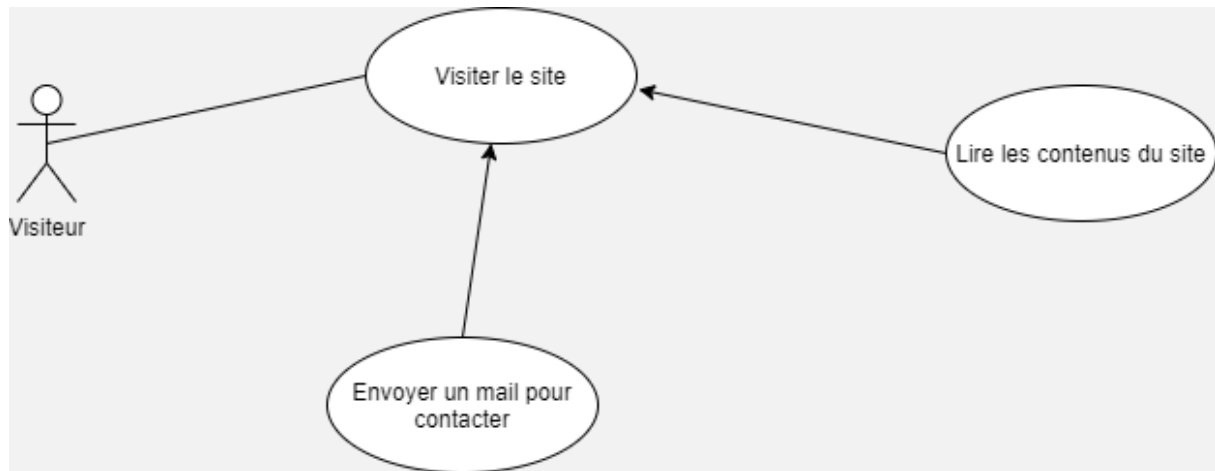 Visiter le site
Lire les contenus du site
Visiteur
Envoyer un mail pour
contacter